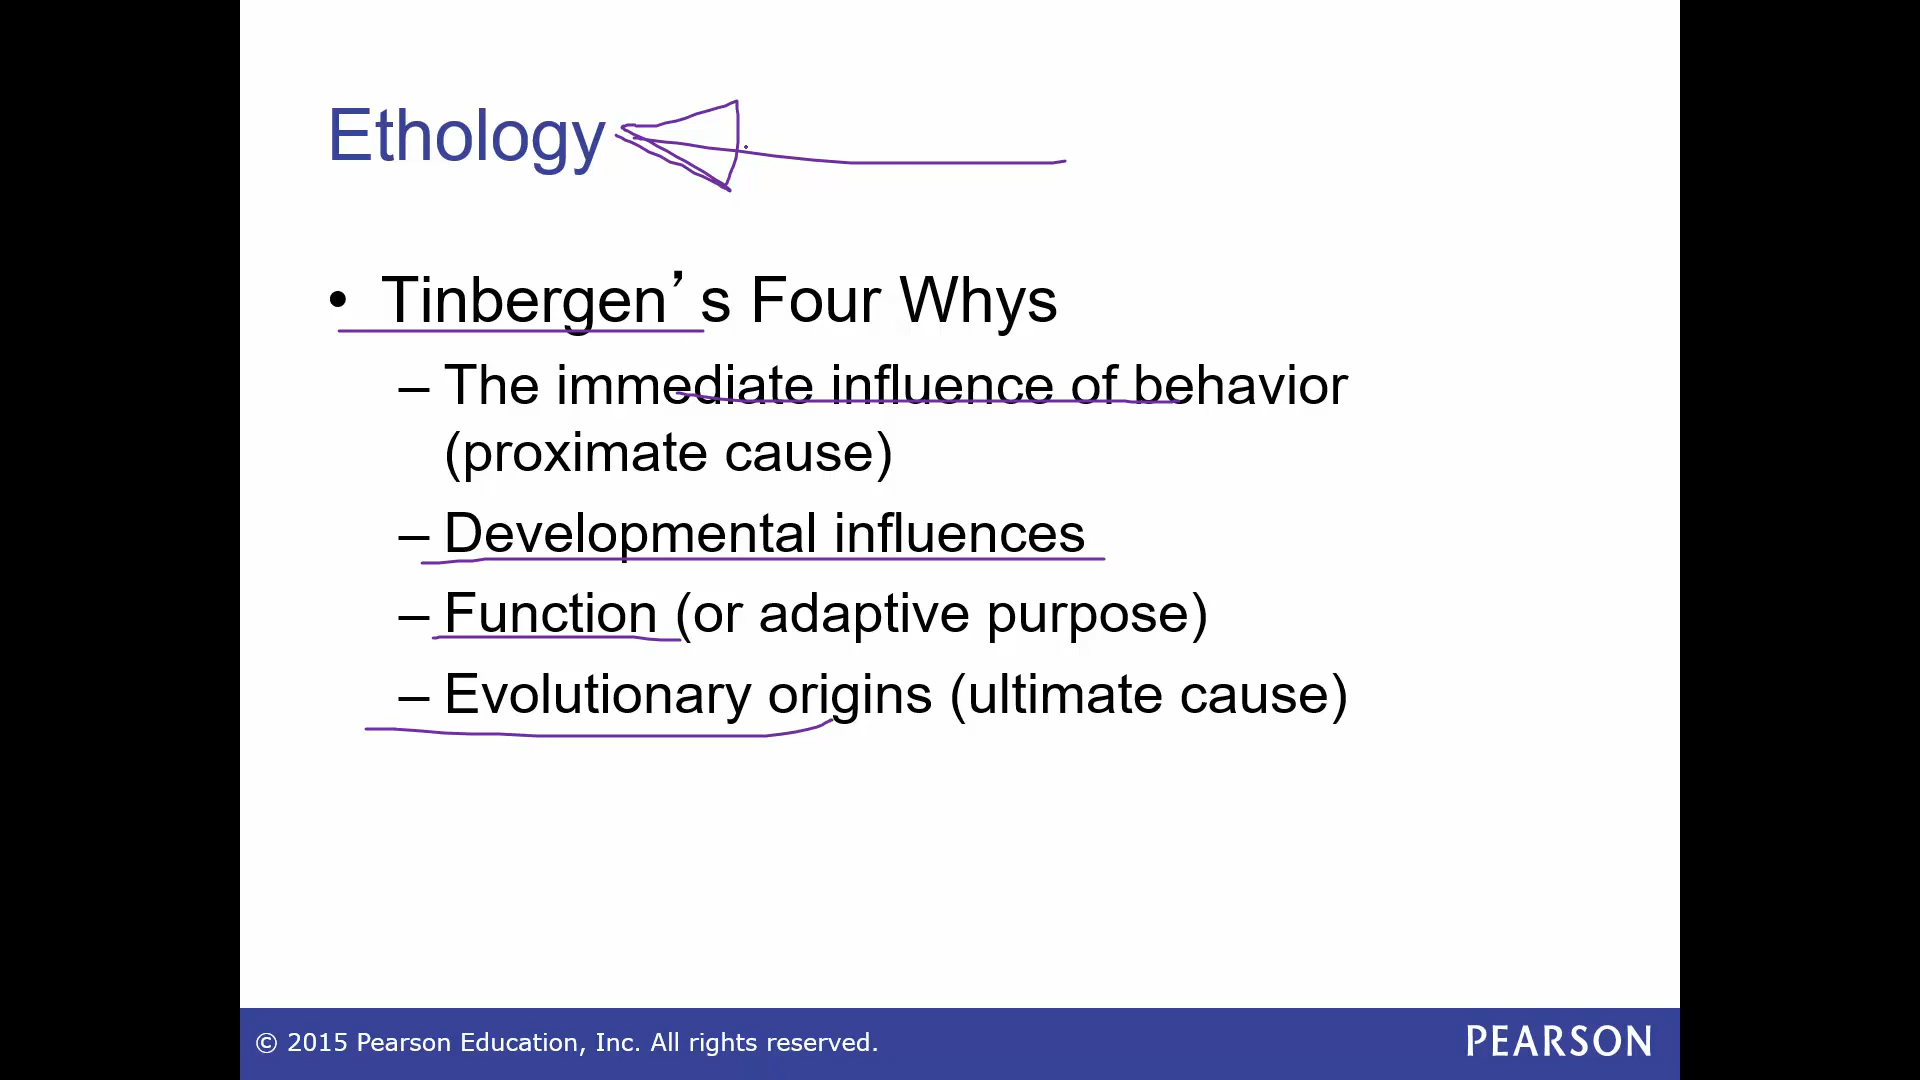 Ethology
• Tinbergen’s Four Whys
– The immediate influence of behavior
(proximate cause)
– Developmental influences
– Function (or adaptive purpose)
– Evolutionary origins (ultimate cause)
© 2015 Pearson Education, Inc. All rights reserved.
PEARSON